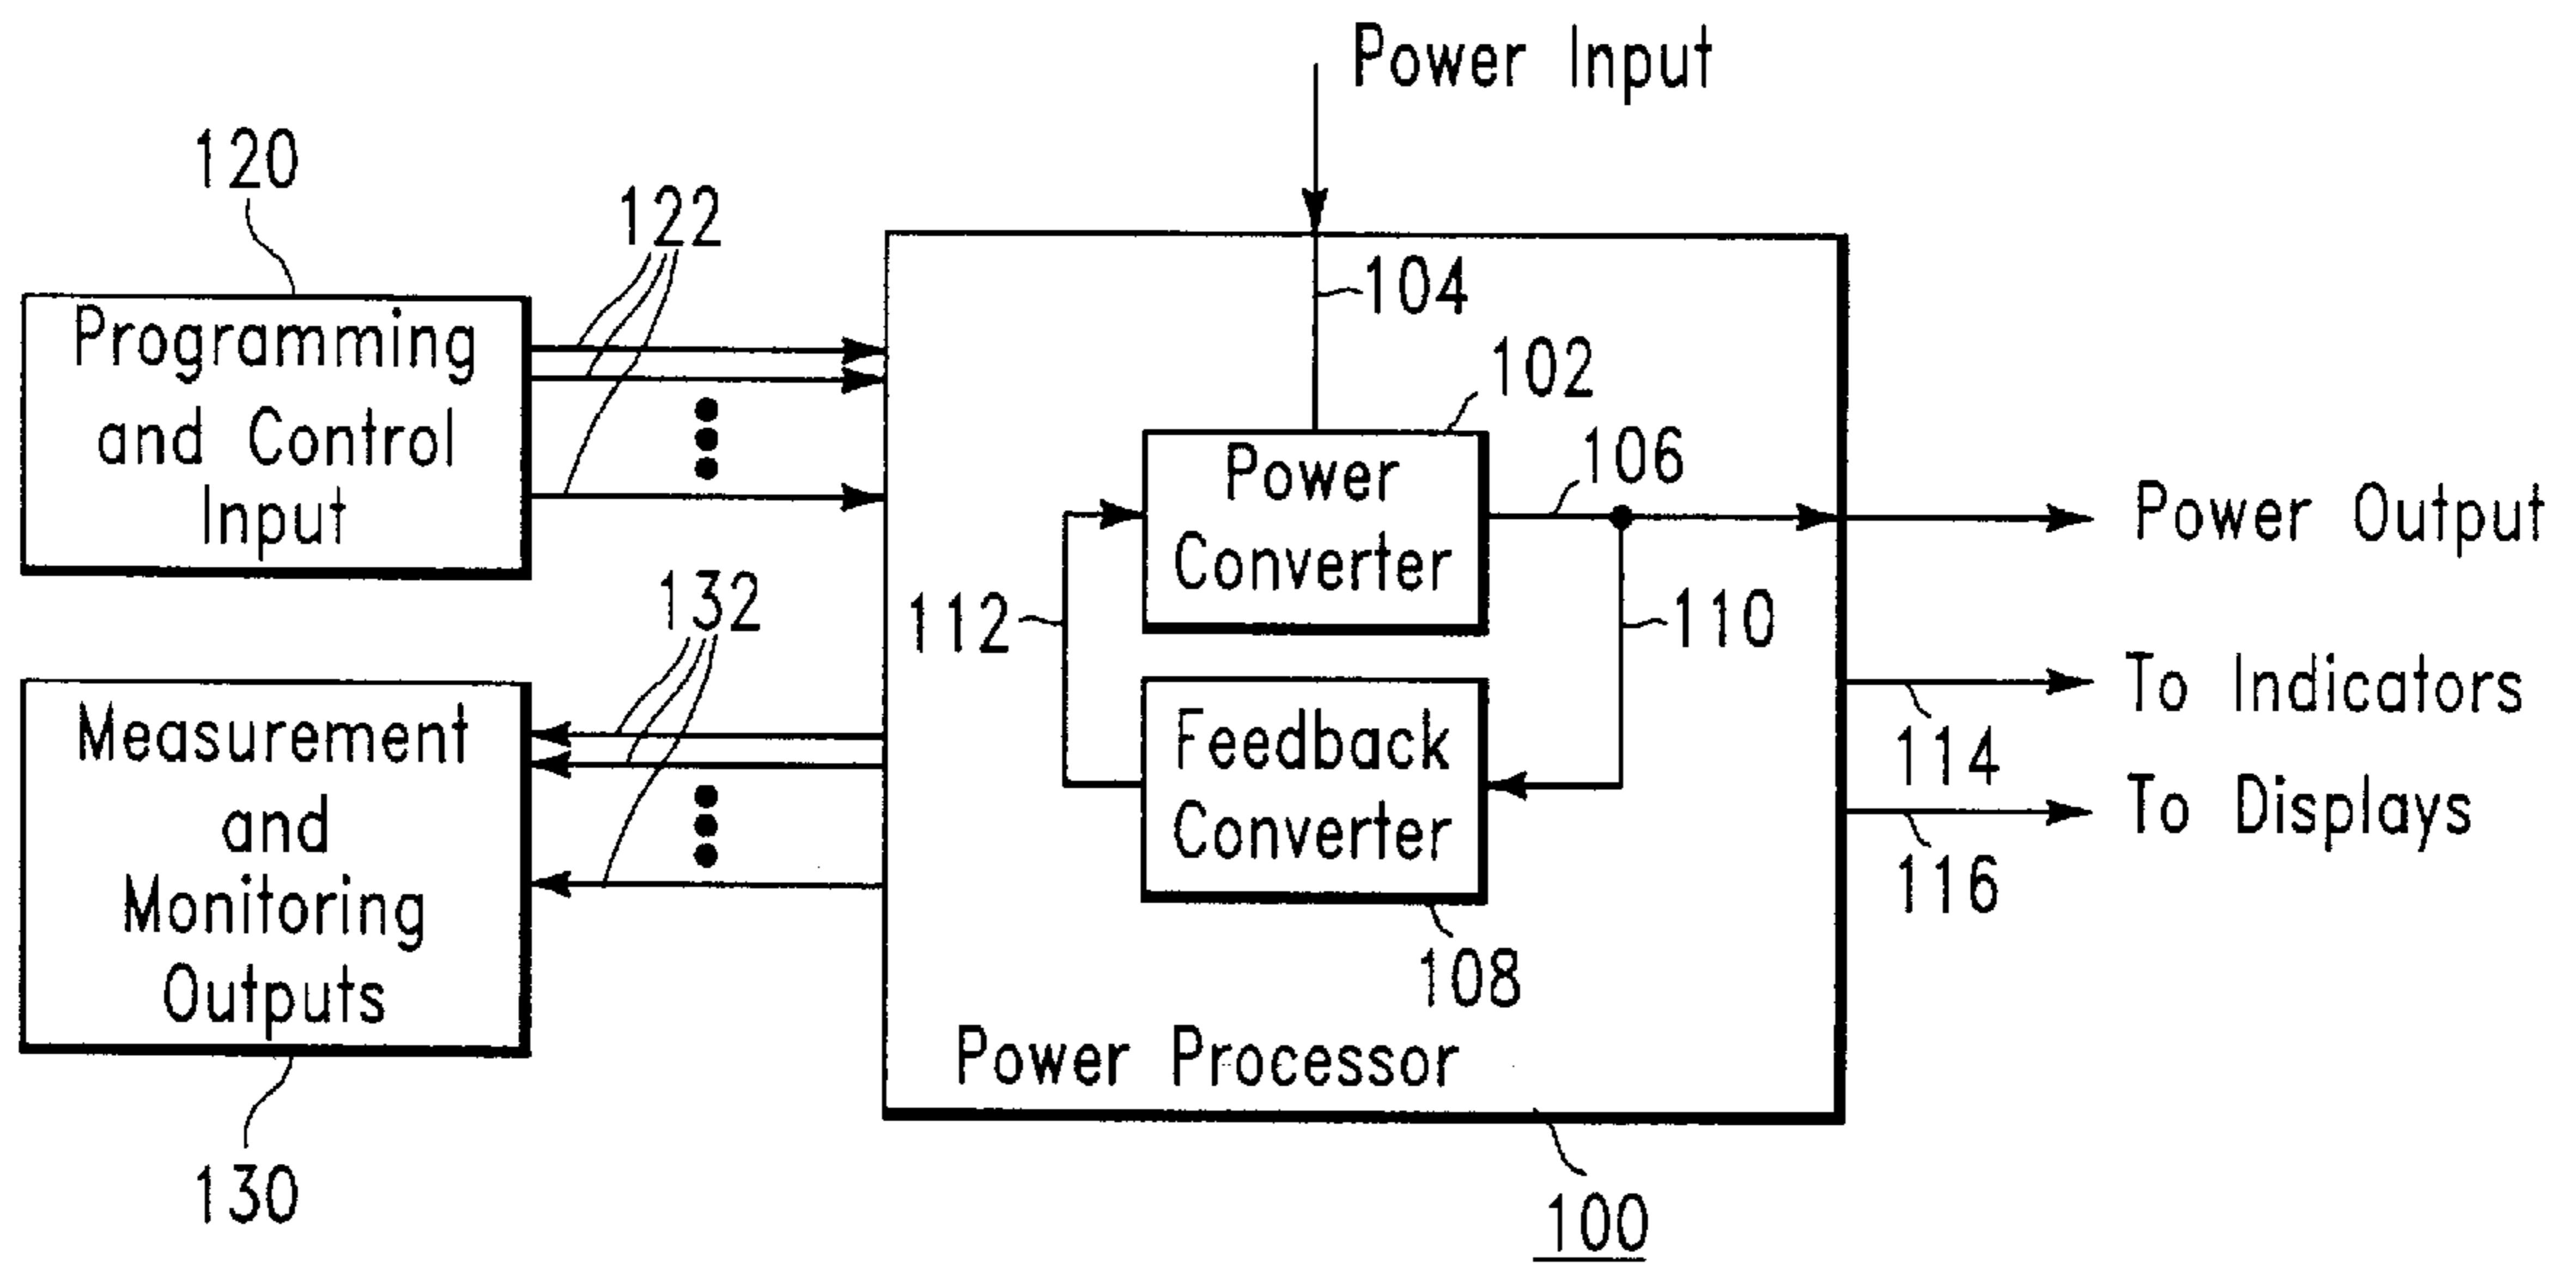 Power Input
120
122
104
Programming
and Control
Input
102
Power
Converter
106
Power Output
112
110
132
To Indicators
114
Measurement
and
Monitoring
Outputs
Feedback
Converter
To Displays
116
108
Power Processor
130
100